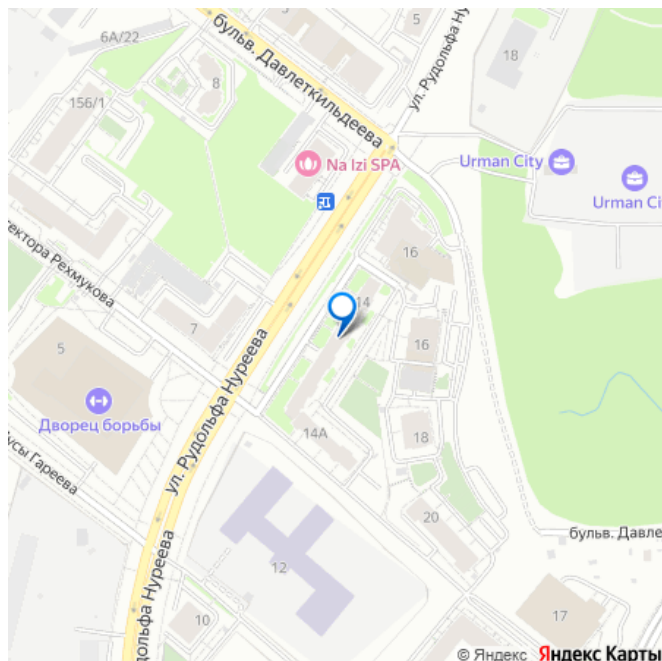 6А/22
бульв. Давлеткильдеева
5
ул. Рудольфа Ну
18
156/1
8
Na Izi SPA
Urman City
Urman Cit
16
14
тектора Рехмукова
7
16
5
Дворец борьбы
ул. Рудольфа Нуреева
14А
18
сы Гареева
20
12
бульв. Давле
дольфа Нуреева
10
17
© Яндекс Яндекс Карты